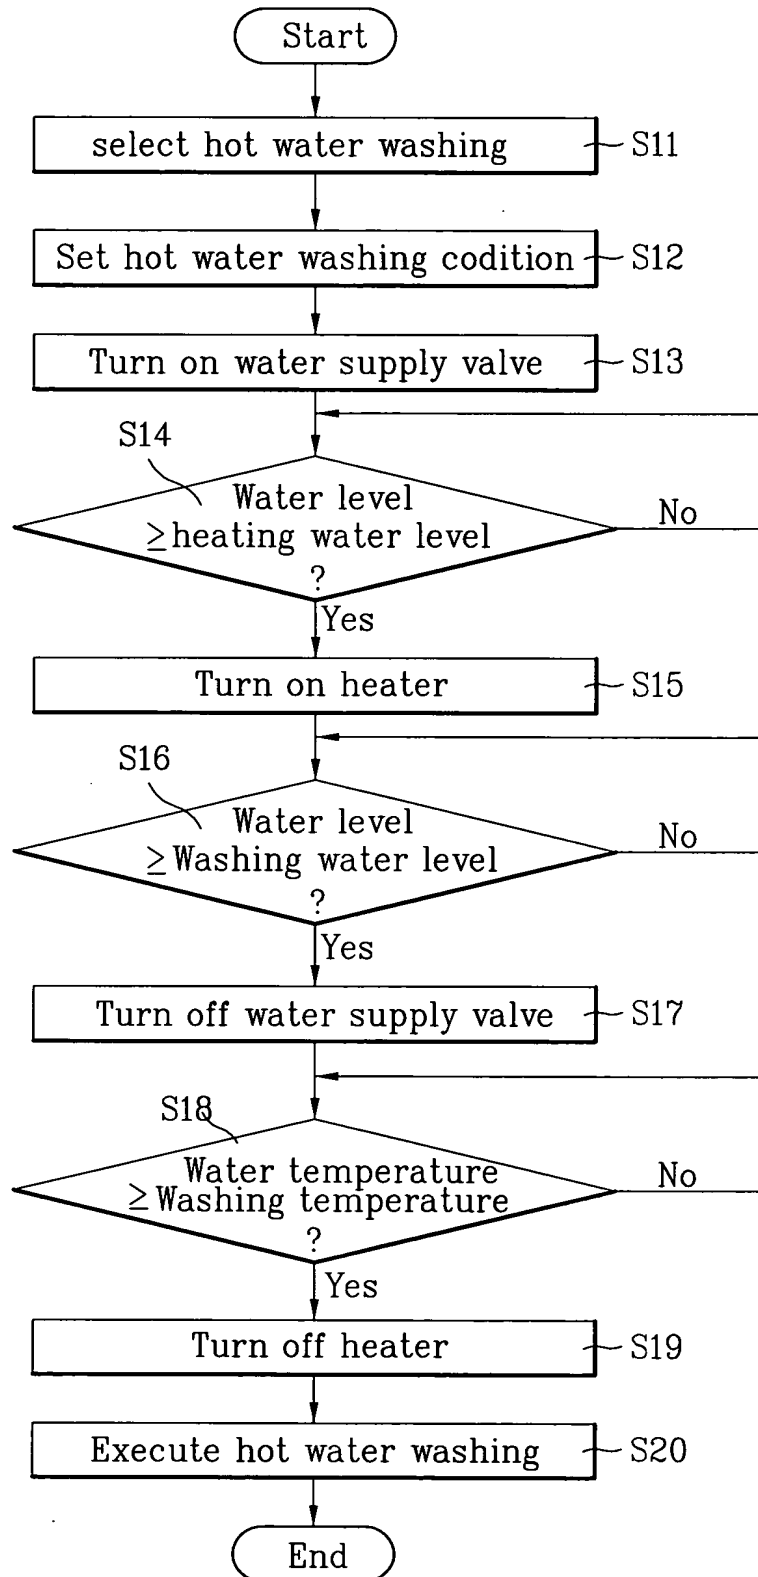 Start
select hot water washing
S11
Set hot water washing codition
S12
Turn on water supply valve
S13
S14
Water level
≥heating water level
?
No
Yes
Turn on heater
S15
S16
Water level
≥Washing water level
?
No
Yes
Turn off water supply valve
S17
S18
Water temperature
≥Washing temperature
?
No
Yes
Turn off heater
S19
Execute hot water washing
S20
End